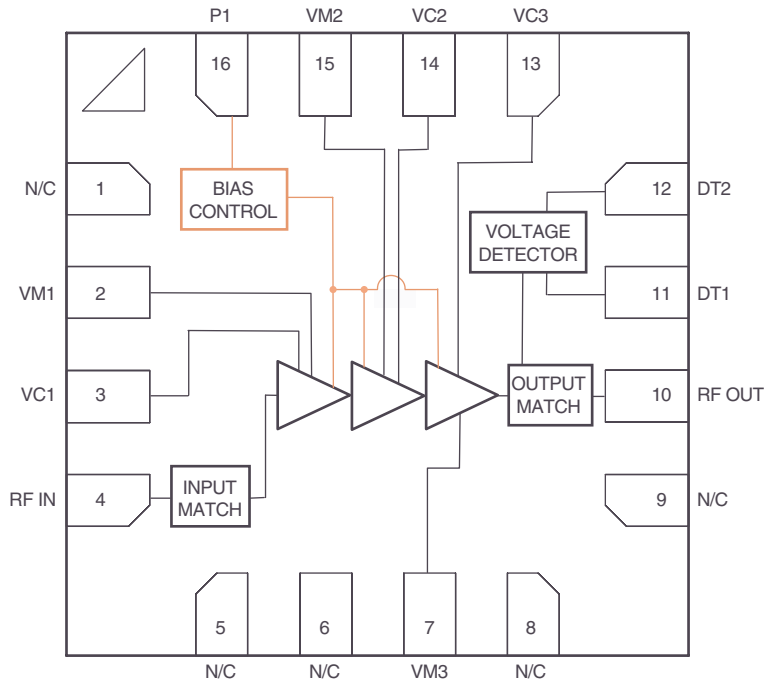 P1 VM2 VC2 VC3
16 15 14 13
N/C 1 BIAS CONTROL 12 DT2
VOLTAGE DETECTOR
VM1 2 11 DT1
VC1 3 OUTPUT MATCH 10 RF OUT
RF IN 4 INPUT MATCH 9 N/C
5 6 7 8
N/C N/C VM3 N/C